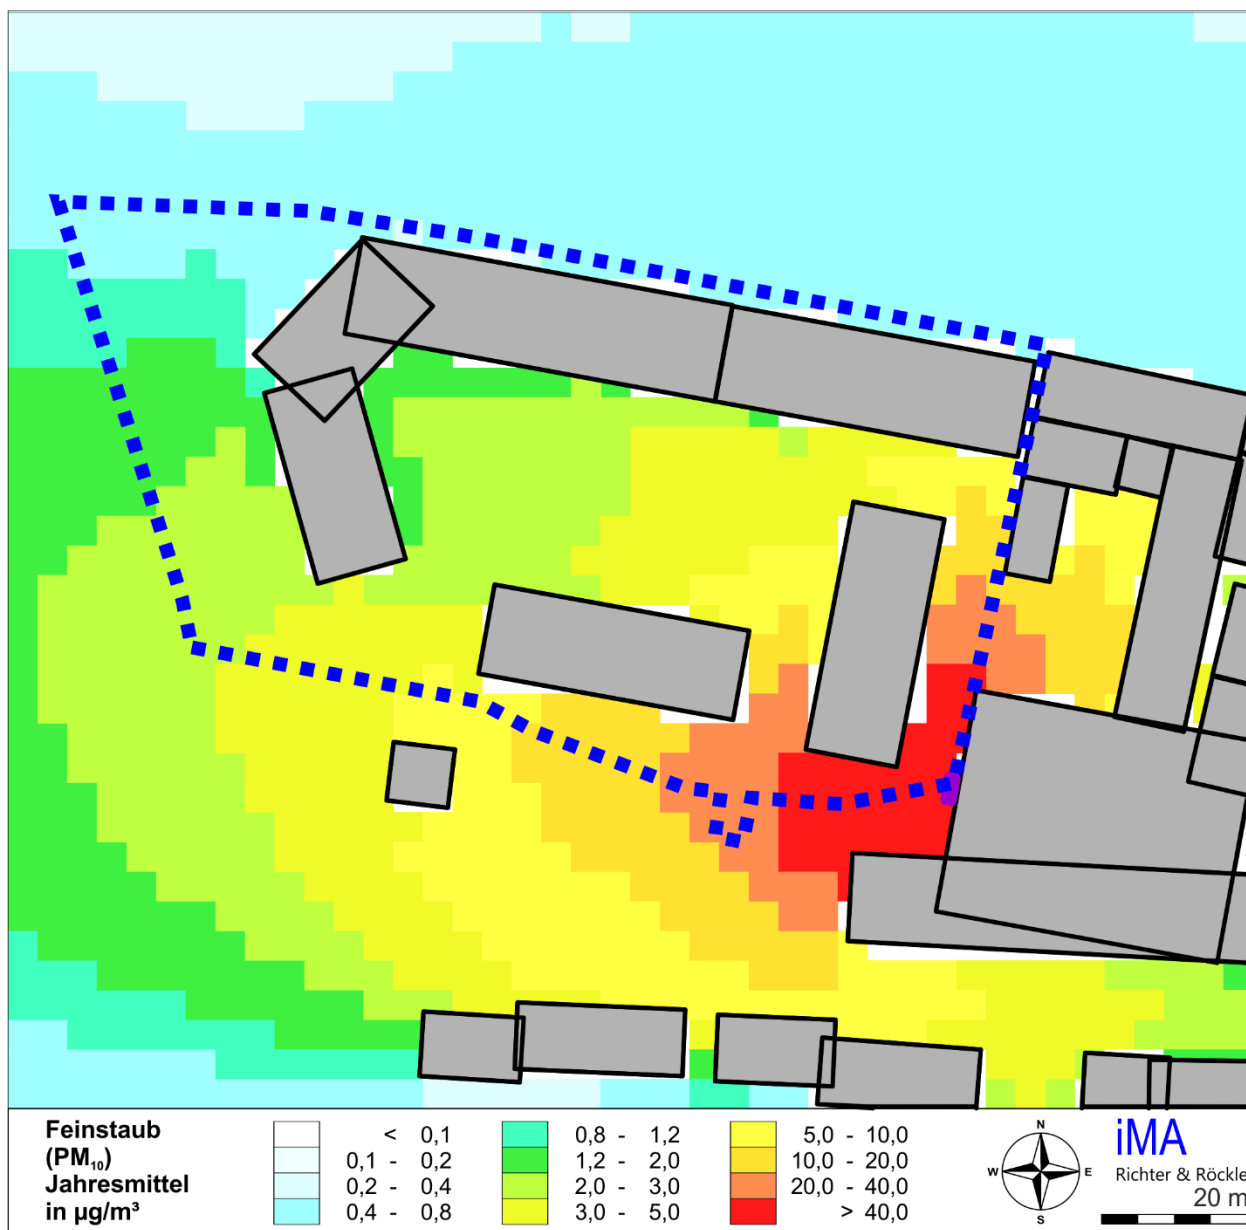 Feinstaub
(PM₁₀)
Jahresmittel
in µg/m³
< 0,1
0,1 - 0,2
0,2 - 0,4
0,4 - 0,8
0,8 - 1,2
1,2 - 2,0
2,0 - 3,0
3,0 - 5,0
5,0 - 10,0
10,0 - 20,0
20,0 - 40,0
> 40,0
N
W E
S
iMA
Richter & Röckle
20 m